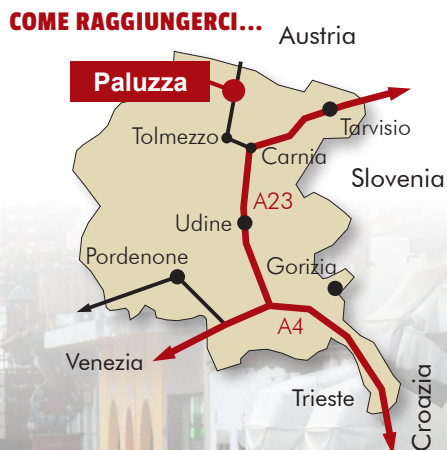 COME RAGGIUNGERCI...
Austria
Paluzza
Tolmezzo
Tarvisio
Carnia
Slovenia
A23
Udine
Pordenone
Gorizia
A4
Venezia
Trieste
Croazia